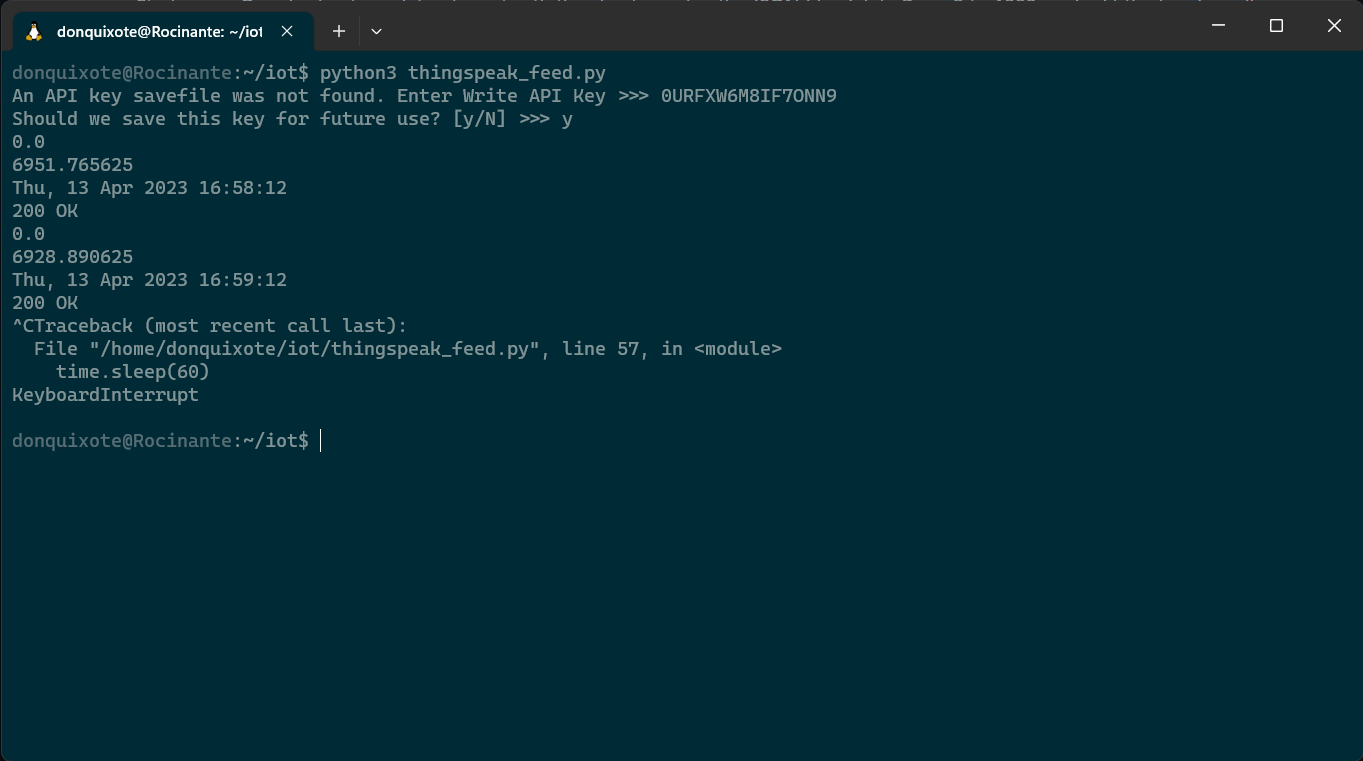 donquixote@Rocinante: ~/iot
donquixote@Rocinante:~/iot$ python3 thingspeak_feed.py
An API key savefile was not found. Enter Write API Key >>> 0URFXW6M8IF7ONN9
Should we save this key for future use? [y/N] >>> y
0.0
6951.765625
Thu, 13 Apr 2023 16:58:12
200 OK
0.0
6928.890625
Thu, 13 Apr 2023 16:59:12
200 OK
^CTraceback (most recent call last):
  File "/home/donquixote/iot/thingspeak_feed.py", line 57, in <module>
    time.sleep(60)
KeyboardInterrupt
donquixote@Rocinante:~/iot$